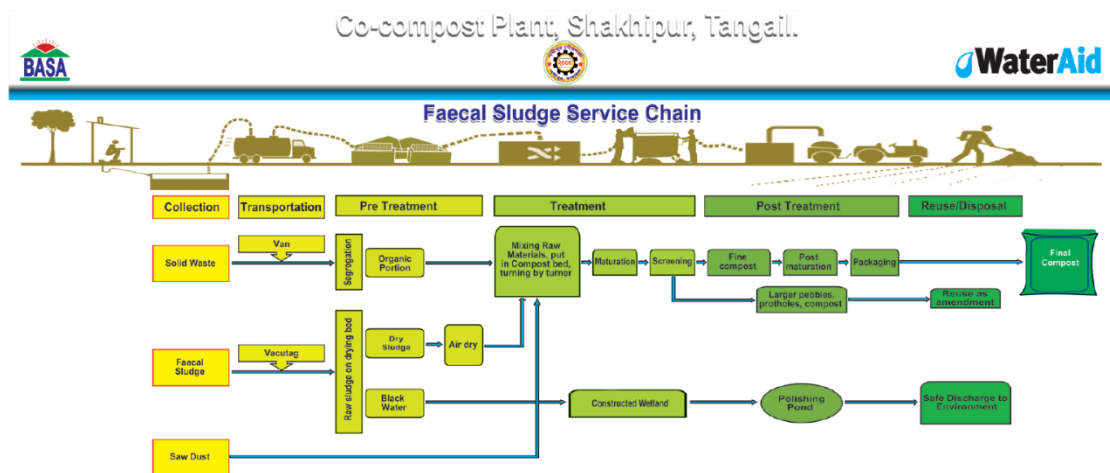 Co-compost Plant, Shakhipur, Tangail.
BASA
WaterAid
Faecal Sludge Service Chain
Collection
Transportation
Pre Treatment
Treatment
Post Treatment
Reuse/Disposal
Solid Waste
Van
Segregation
Organic
Portion
Mixing Raw
Materials, put
in Compost bed,
turning by turner
Maturation
Screening
Fine
compost
Post
maturation
Packaging
Final
Compost
Larger pebbles,
protholes, compost
Reuse as
amendment
Faecal
Sludge
Vacutag
Raw sludge on drying bed
Dry
Sludge
Air dry
Black
Water
Constructed Wetland
Polishing
Pond
Safe Discharge to
Environment
Saw Dust